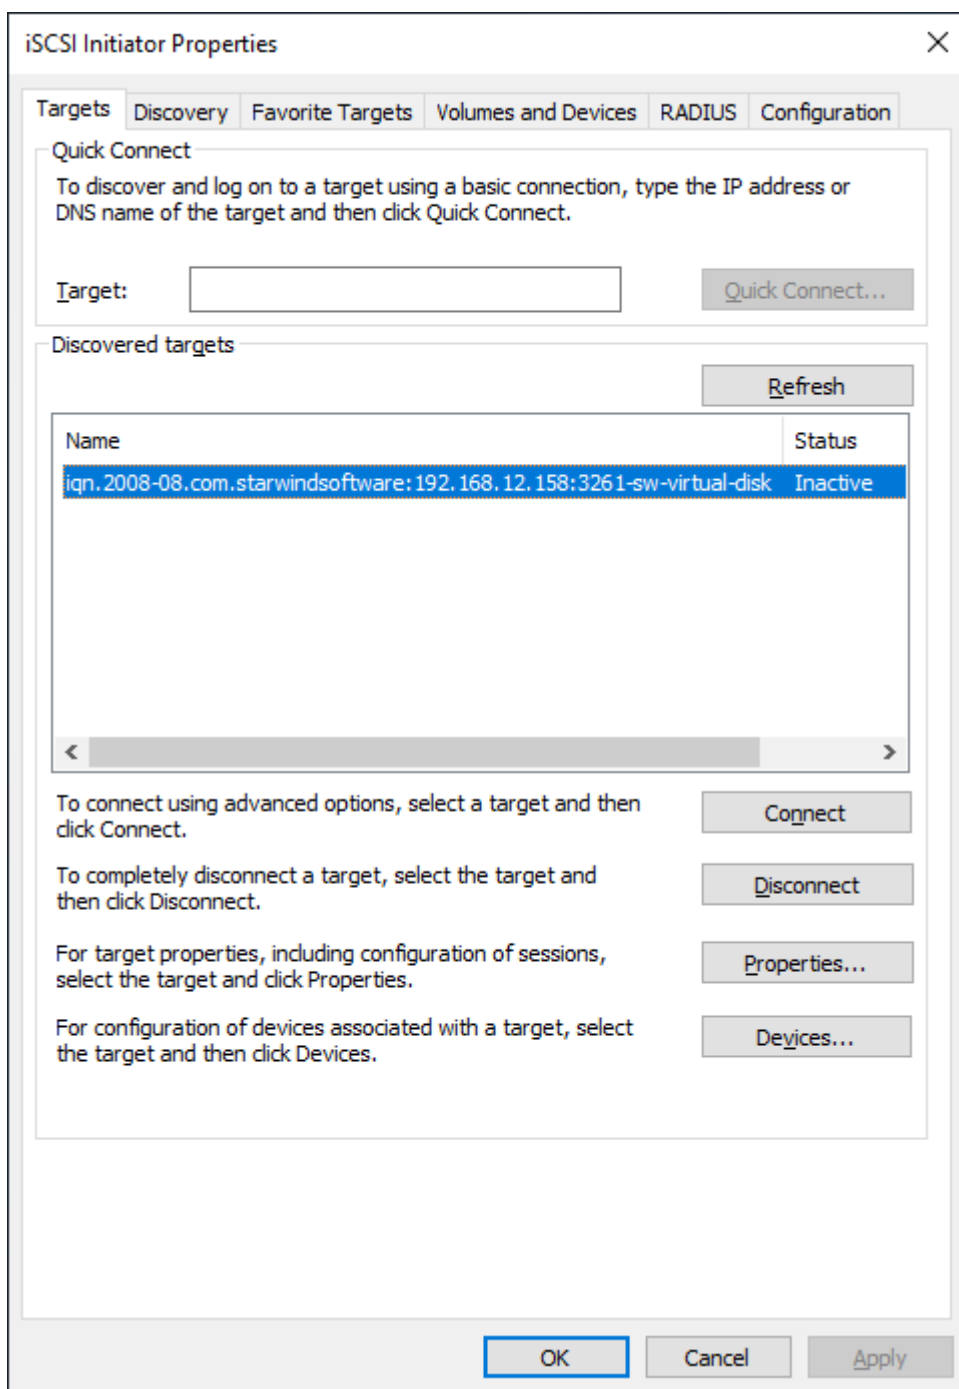 iSCSI Initiator Properties
Targets Discovery Favorite Targets Volumes and Devices RADIUS Configuration
Quick Connect
To discover and log on to a target using a basic connection, type the IP address or
DNS name of the target and then click Quick Connect.
Target: Quick Connect...
Discovered targets
Refresh
Name Status
iqn.2008-08.com.starwindsoftware:192.168.12.158:3261-sw-virtual-disk Inactive
To connect using advanced options, select a target and then
click Connect.
Connect
To completely disconnect a target, select the target and
then click Disconnect.
Disconnect
For target properties, including configuration of sessions,
select the target and click Properties.
Properties...
For configuration of devices associated with a target, select
the target and then click Devices.
Devices...
OK Cancel Apply